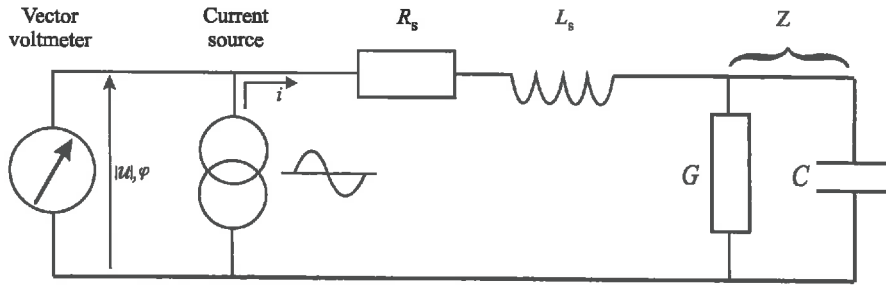 Vector
voltmeter
Current
source
R_s
L_s
Z
i
|u|, φ
G
C